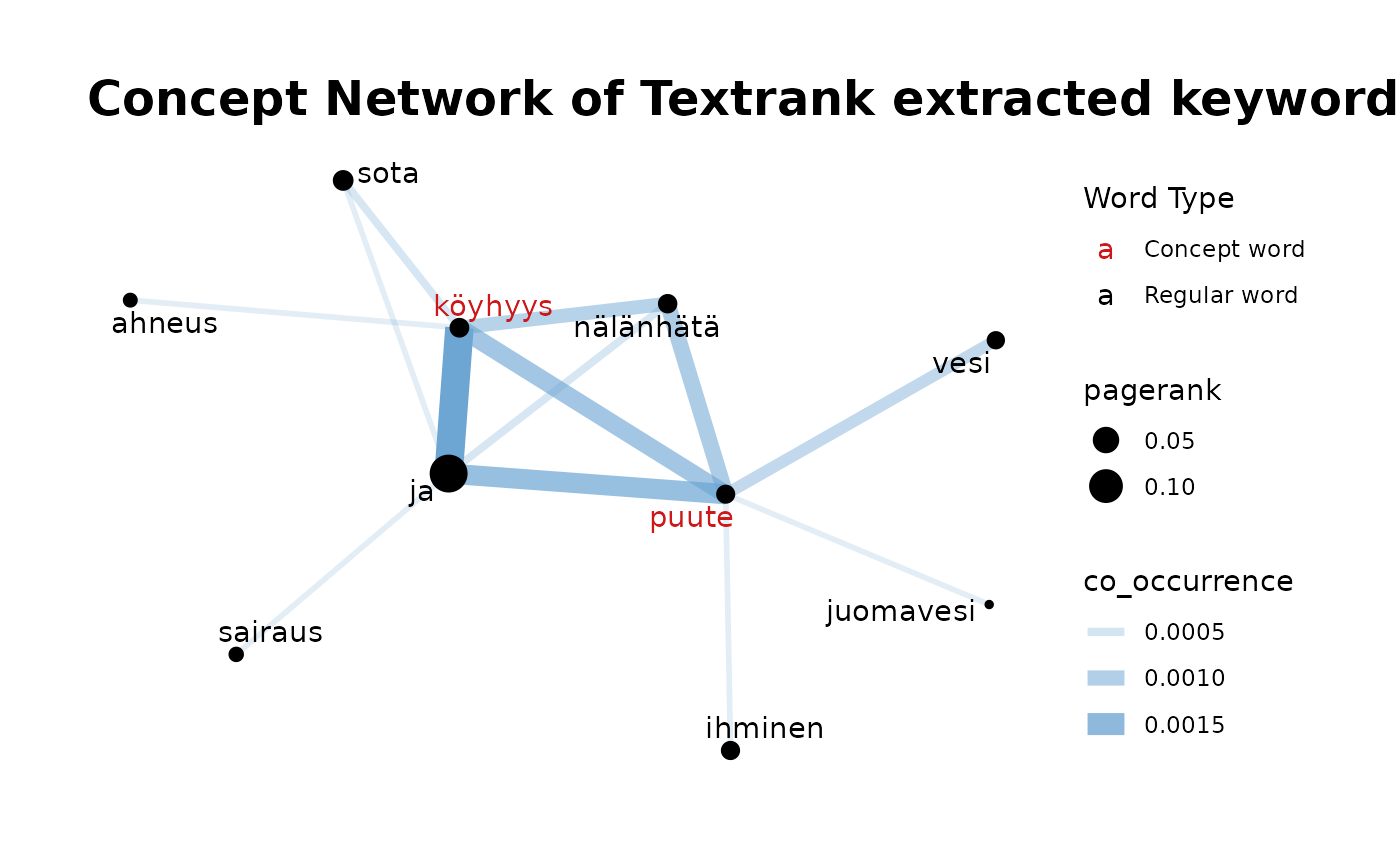 Concept Network of Textrank extracted keyword
sota
Word Type
a Concept word
a Regular word
köyhyys
ahneus
nälänhätä
vesi
pagerank
0.05
0.10
ja
puute
co_occurrence
0.0005
0.0010
0.0015
juomavesi
sairaus
ihminen